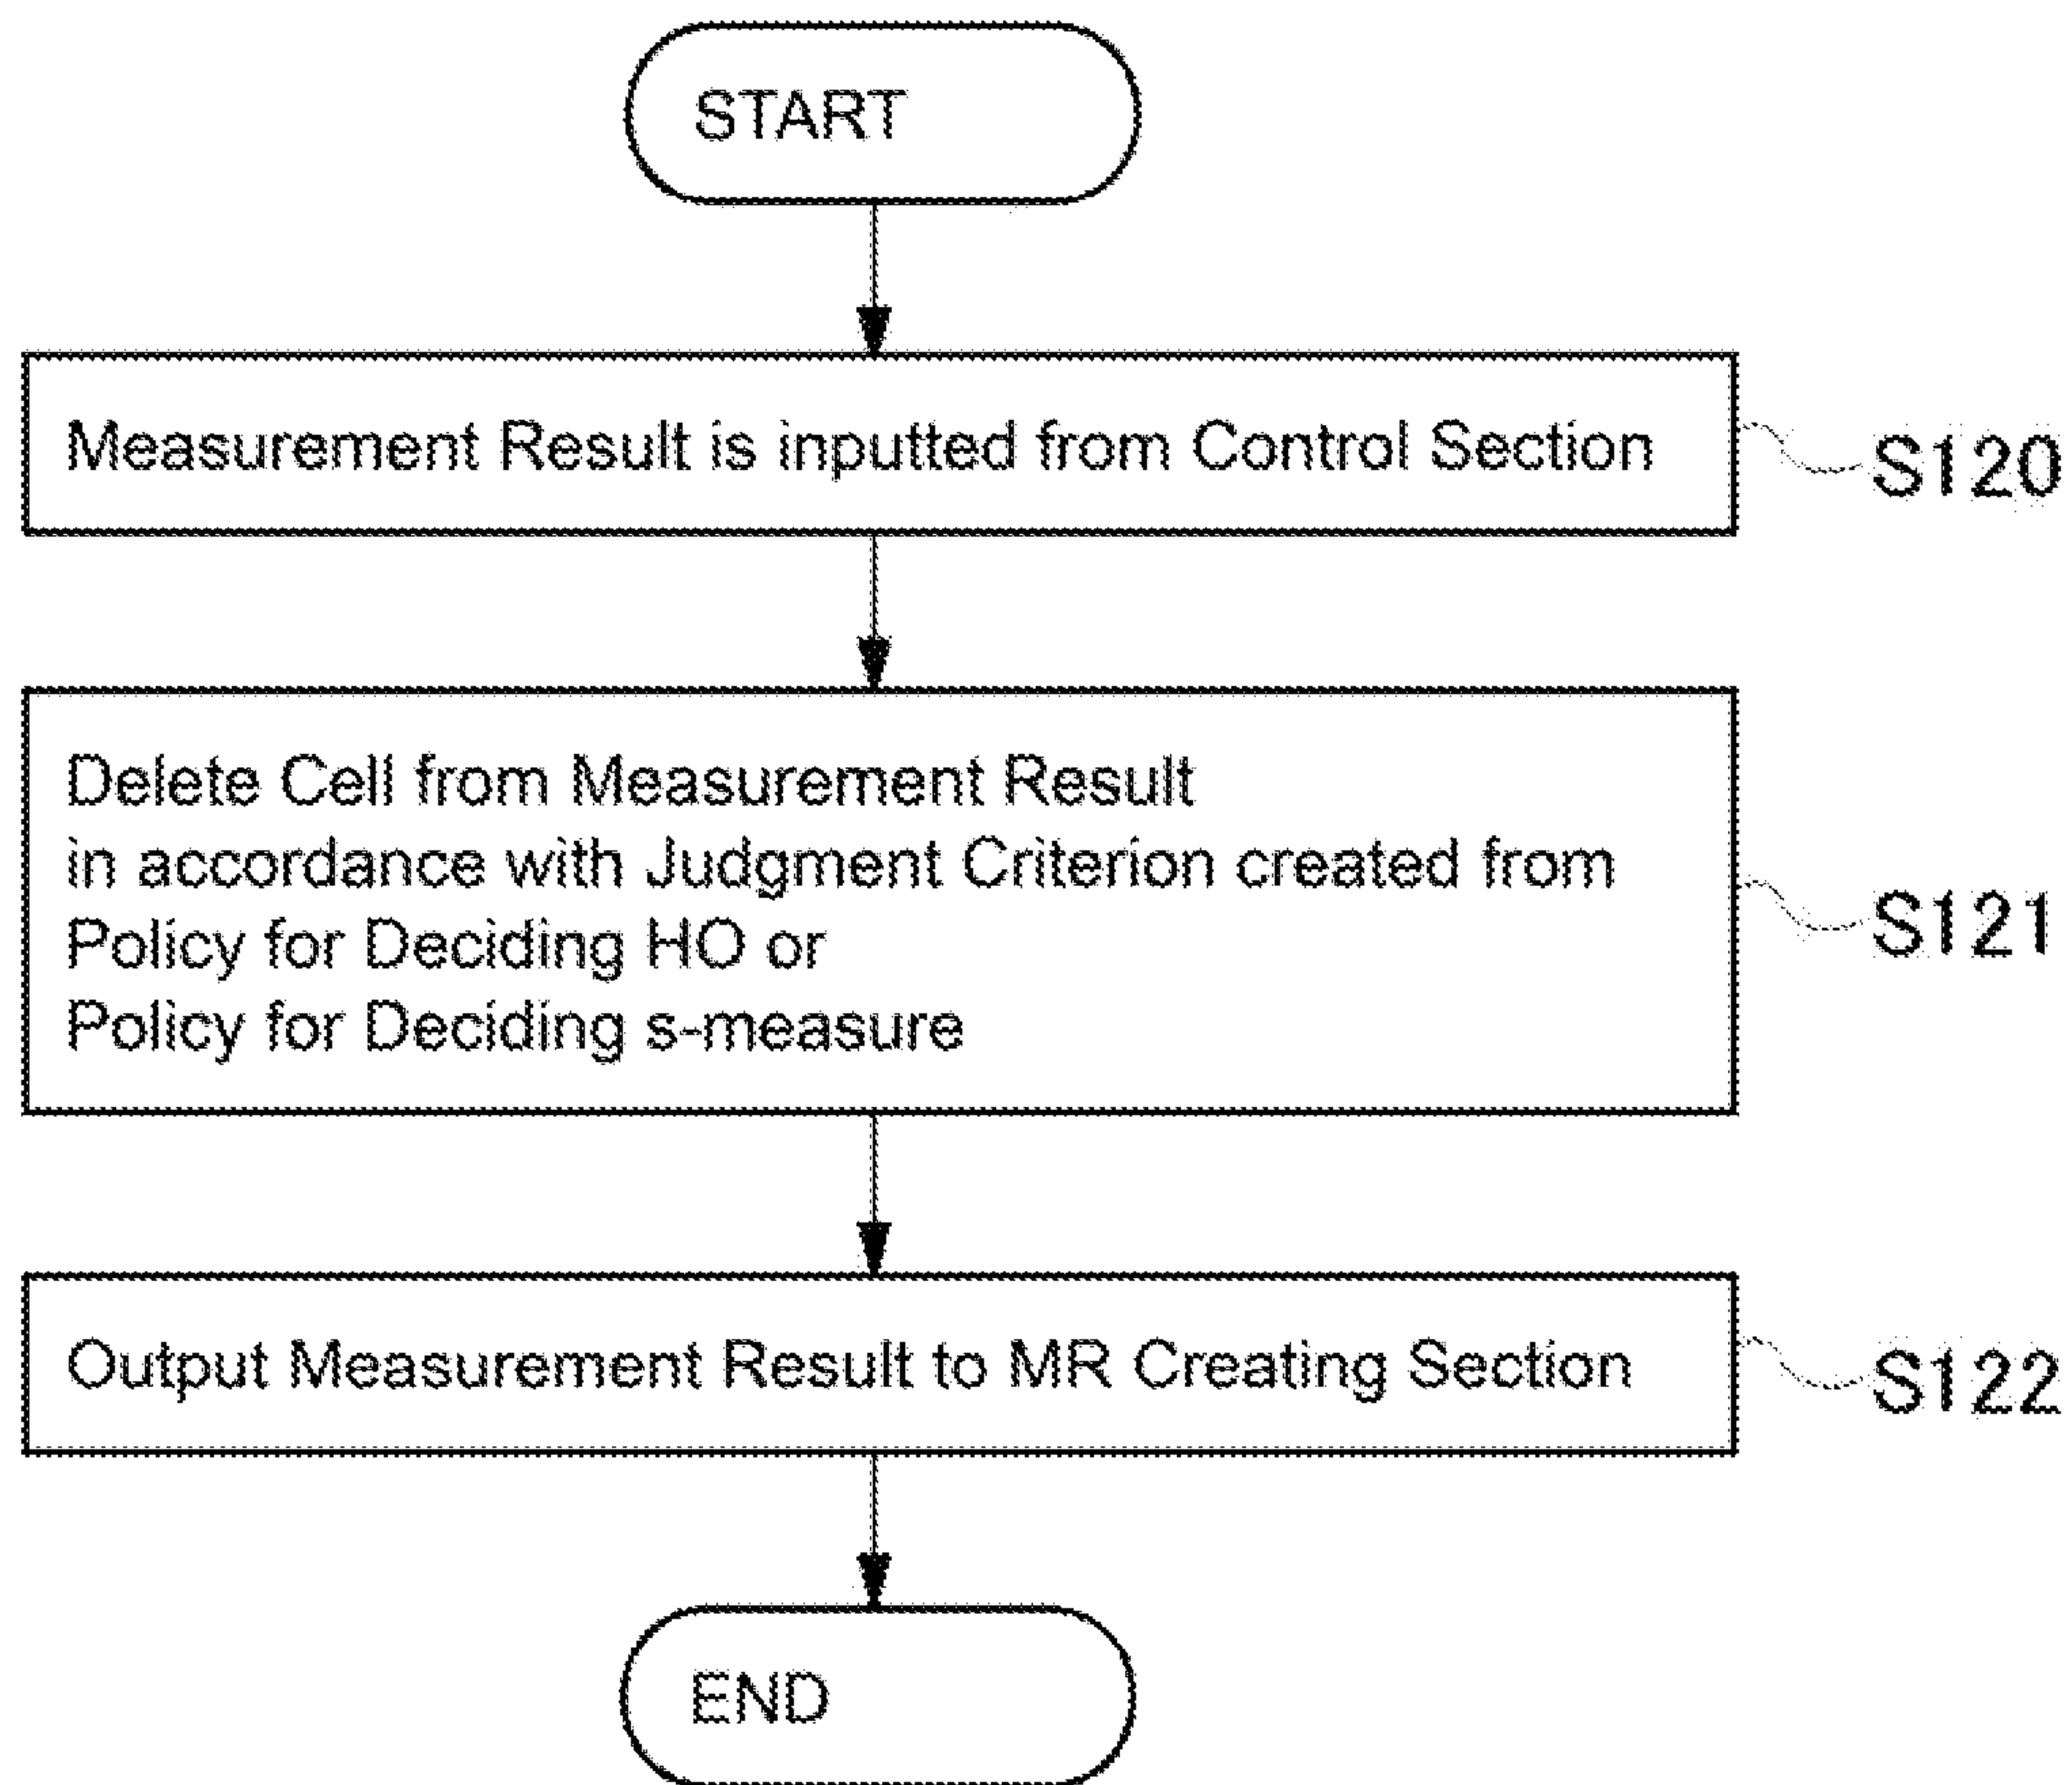 START
Measurement Result is inputted from Control Section
S120
Delete Cell from Measurement Result
in accordance with Judgment Criterion created from
Policy for Deciding HO or
Policy for Deciding s-measure
S121
Output Measurement Result to MR Creating Section
S122
END